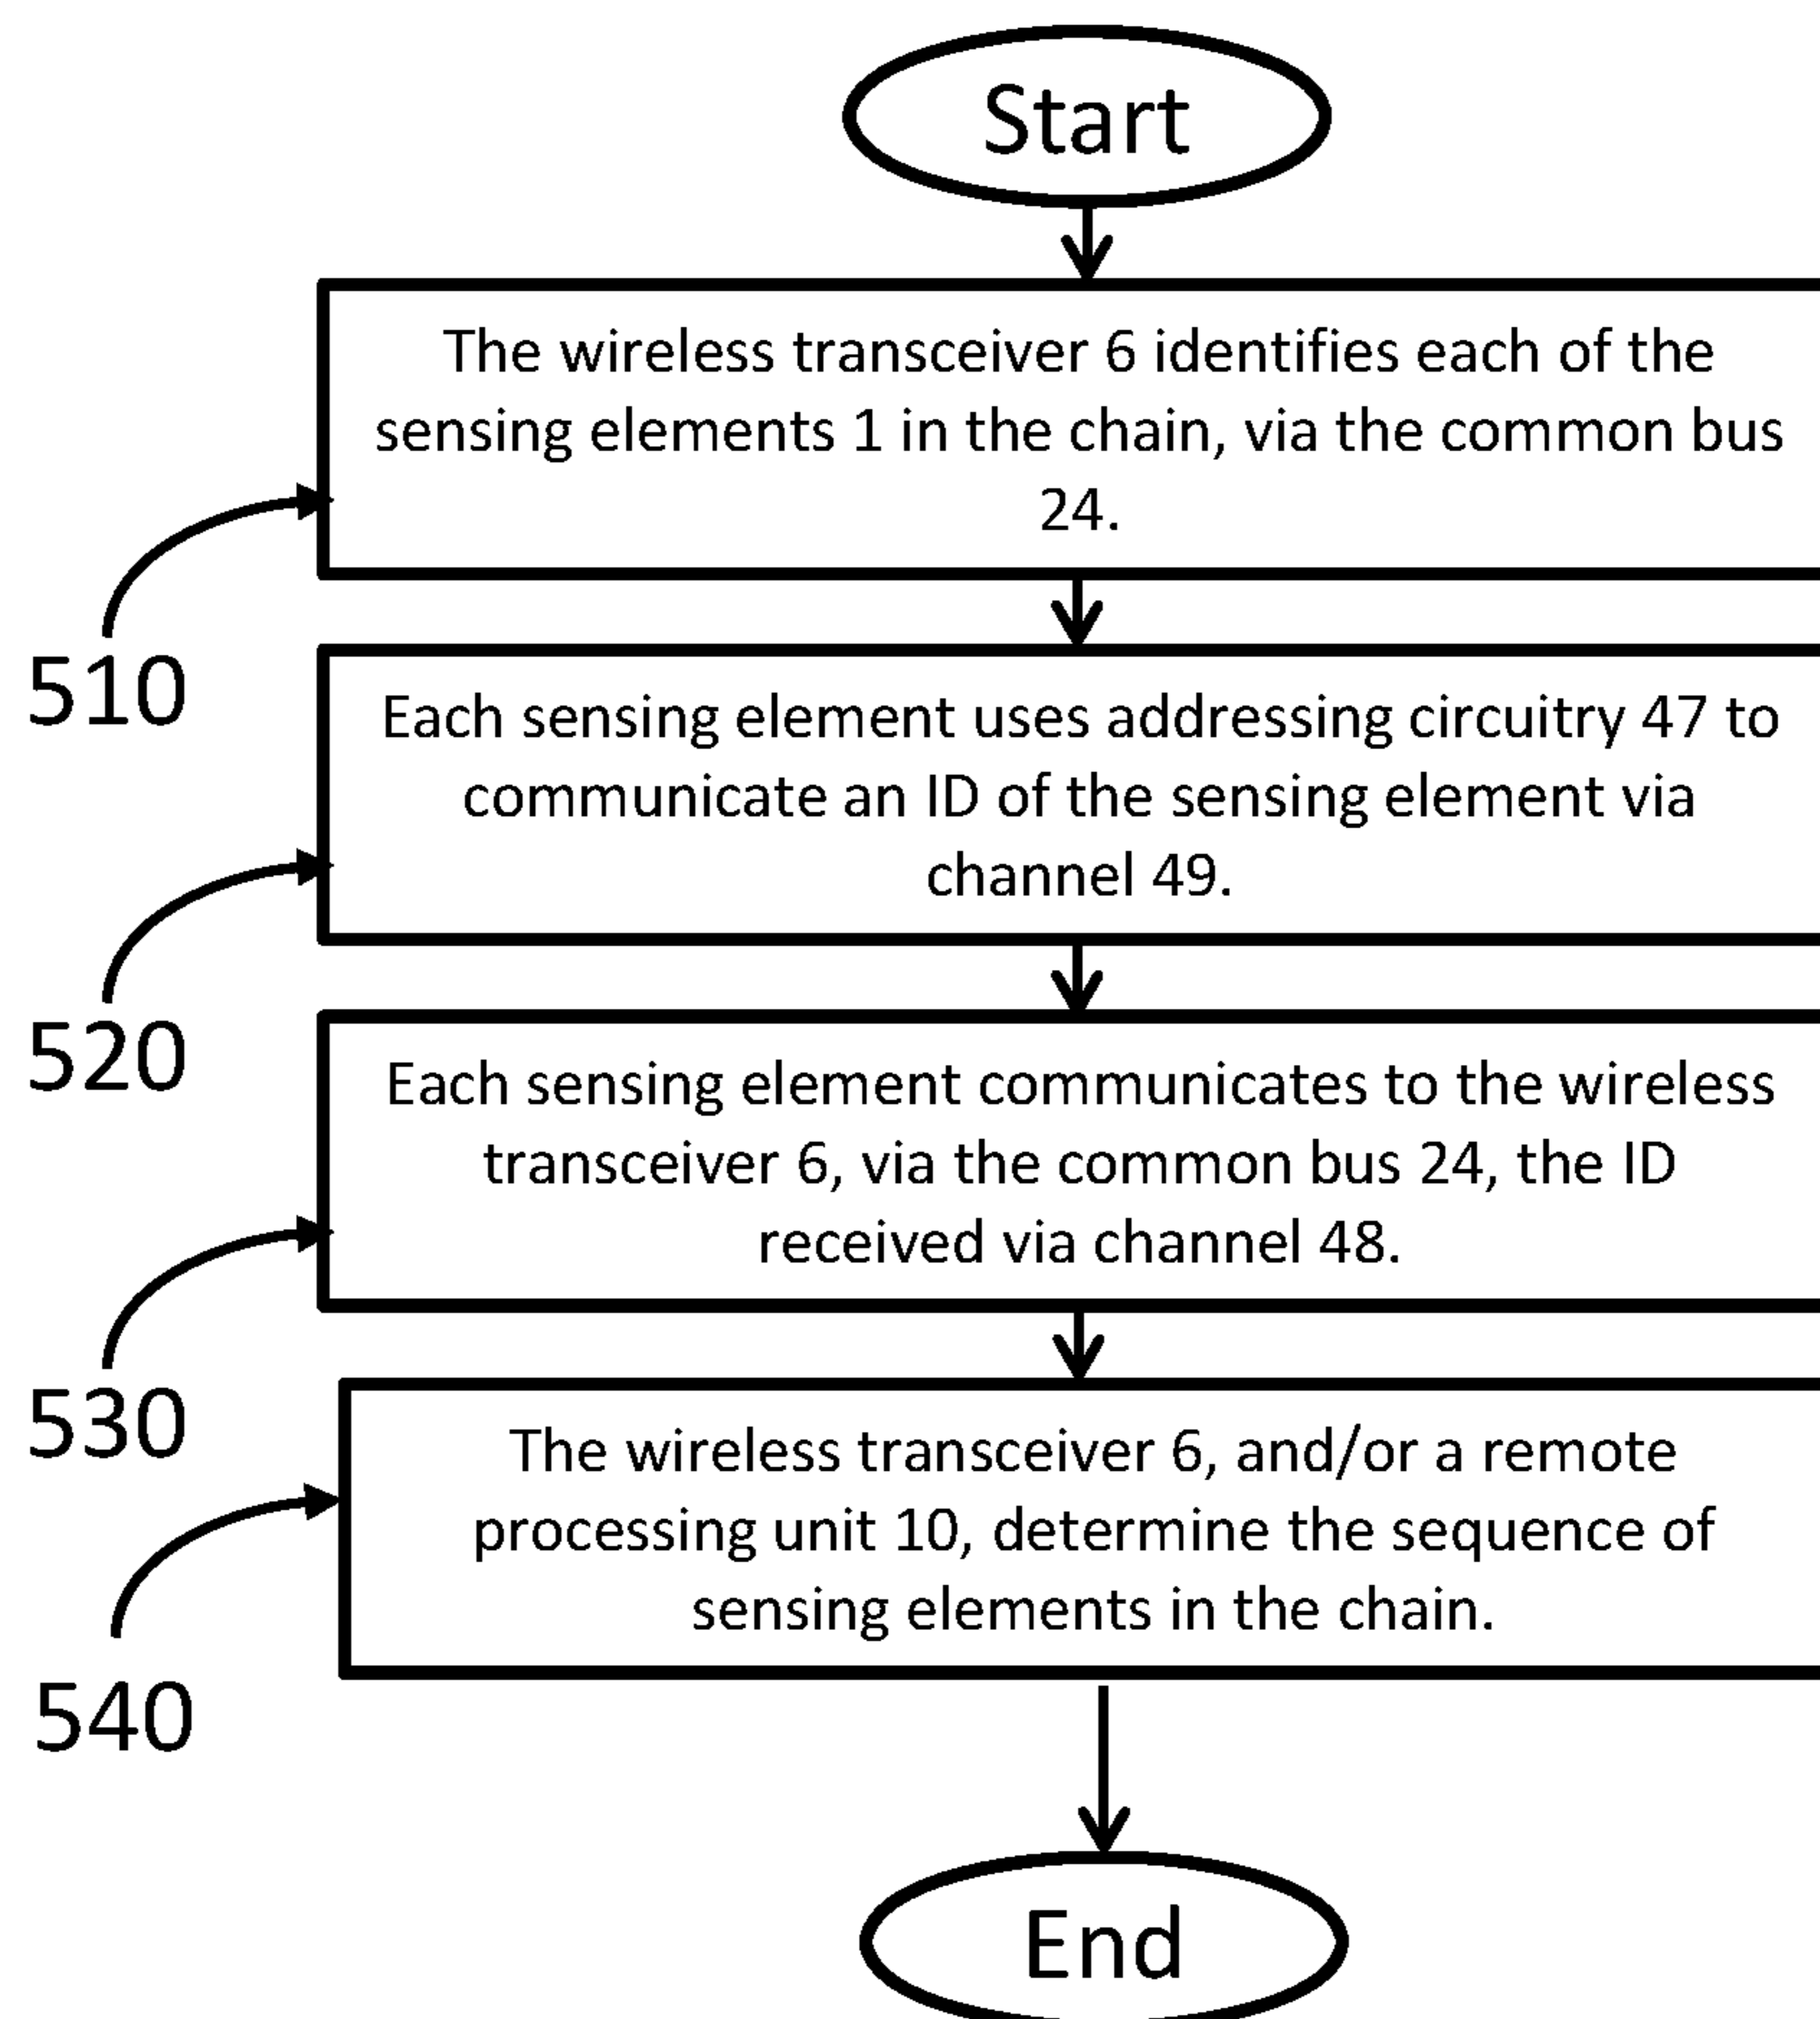 Start
The wireless transceiver 6 identifies each of the
sensing elements 1 in the chain, via the common bus
24.
510
Each sensing element uses addressing circuitry 47 to
communicate an ID of the sensing element via
channel 49.
520
Each sensing element communicates to the wireless
transceiver 6, via the common bus 24, the ID
received via channel 48.
530
The wireless transceiver 6, and/or a remote
processing unit 10, determine the sequence of
sensing elements in the chain.
540
End